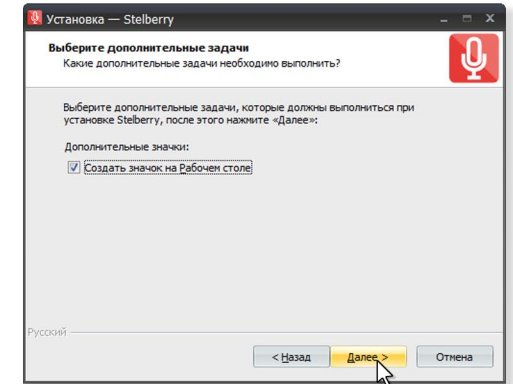 Установка — Stelberry
Выберите дополнительные задачи
Какие дополнительные задачи необходимо выполнить?
Выберите дополнительные задачи, которые должны выполниться при
установке Stelberry, после этого нажмите «Далее»:
Дополнительные значки:
Создать значок на Рабочем столе
Русский
< Назад Далее > Отмена